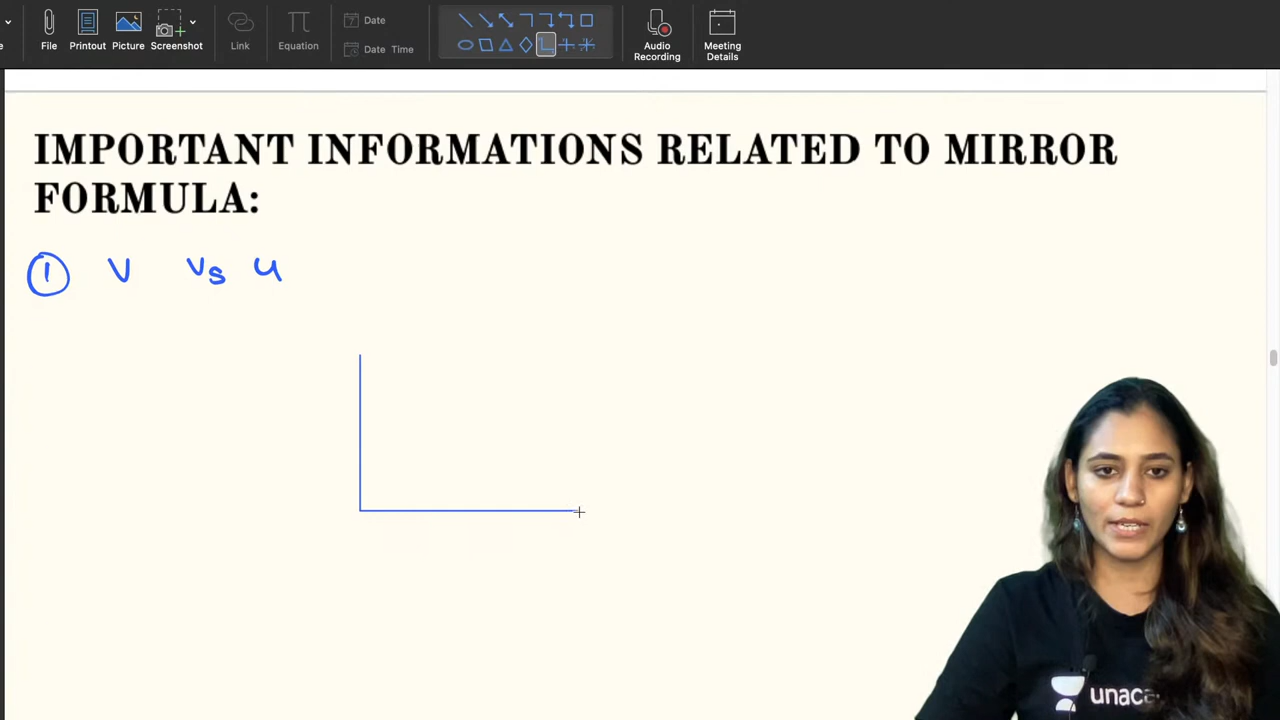 File Printout Picture Screenshot Link Equation Date Date Time Audio Recording Meeting Details
IMPORTANT INFORMATIONS RELATED TO MIRROR
FORMULA:
① V Vs u
unaca